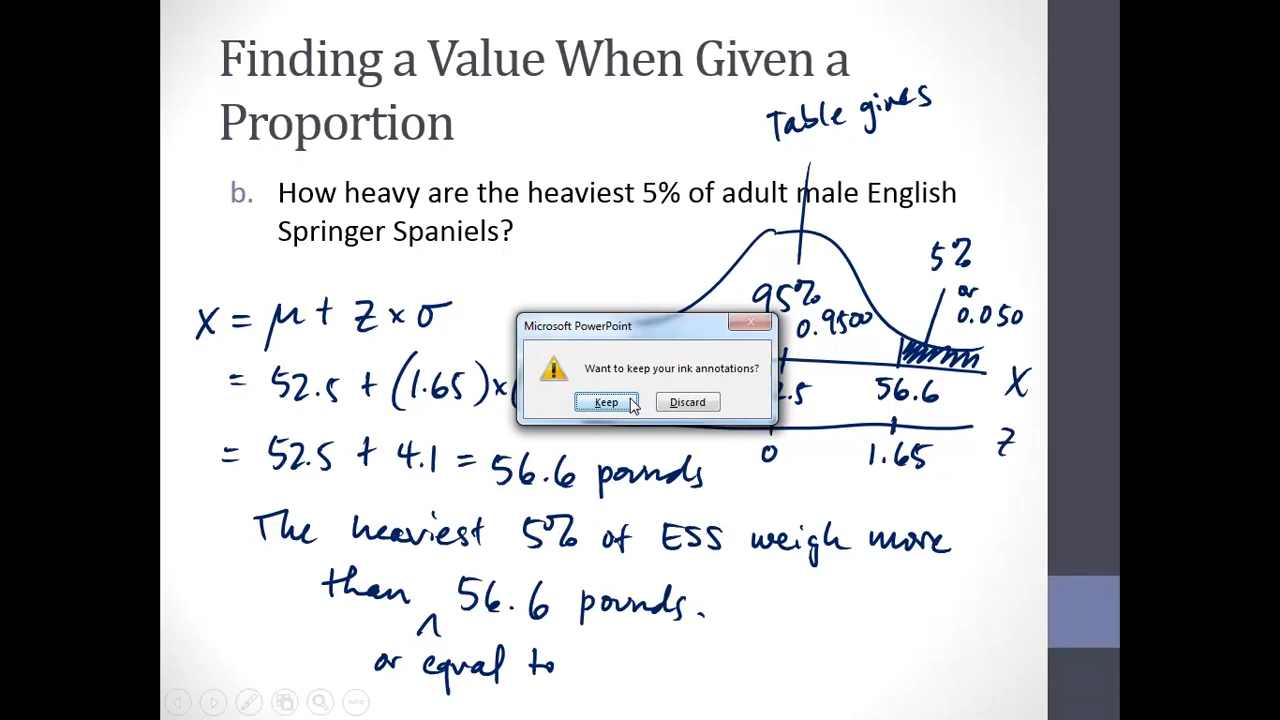 Finding a Value When Given a
Proportion
Table gives
b. How heavy are the heaviest 5% of adult male English
Springer Spaniels?
5%
or
0.050
95%
0.9500
X = μ + Z × σ
Microsoft PowerPoint
Want to keep your ink annotations?
Keep
Discard
= 52.5 + (1.65) ×
.5
56.6
X
= 52.5 + 4.1 = 56.6 pounds
0
1.65
Z
The heaviest 5% of ESS weigh more
than 56.6 pounds.
^
or equal to